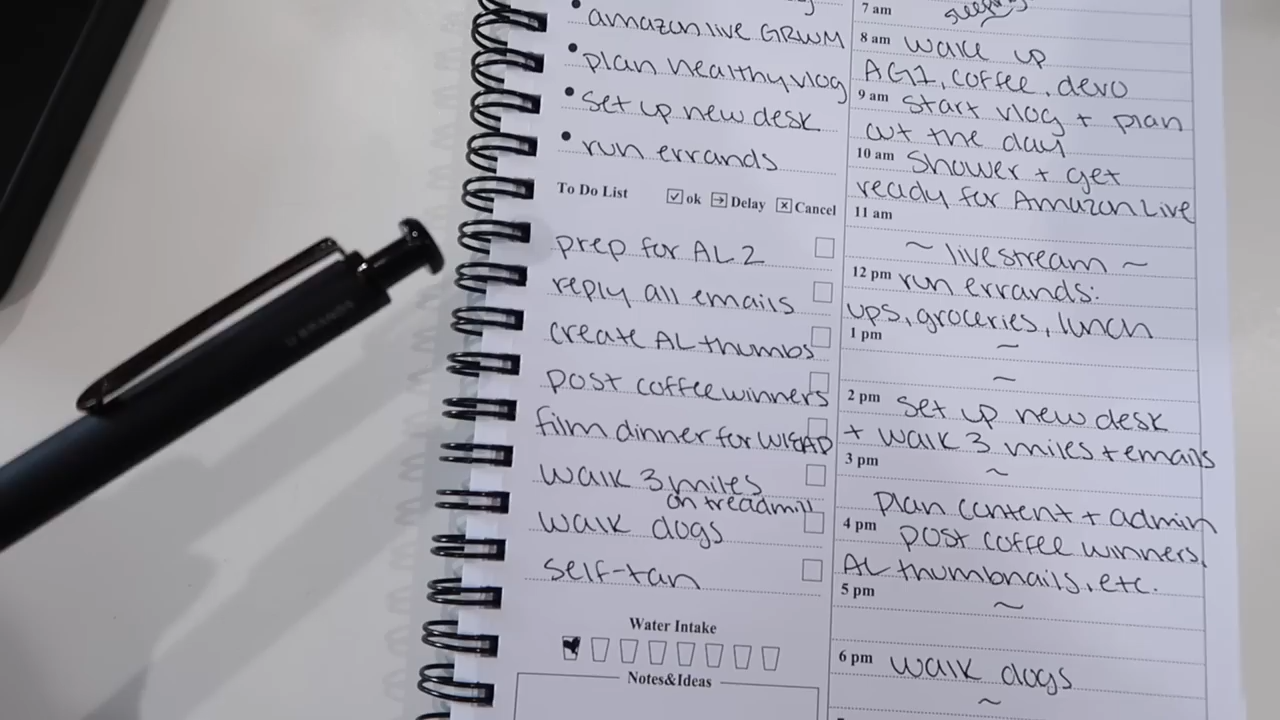 • amazon live GRWM
• plan healthy vlog
• set up new desk
• run errands
To Do List ok Delay Cancel
prep for AL 2
reply all emails
create AL thumbs
post coffee winners
film dinner for WIEAD
walk 3 miles
on treadmill
walk dogs
self-tan
Water Intake
Notes&Ideas
7 am sleeping
8 am wake up
AG1, coffee, devo
9 am start vlog + plan
out the day
10 am shower + get
ready for Amazon Live
11 am
~ livestream ~
12 pm run errands:
ups, groceries, lunch
1 pm ~
~
2 pm set up new desk
+ walk 3 miles + emails
3 pm ~
plan content + admin
4 pm post coffee winners,
AL thumbnails, etc.
5 pm ~
6 pm walk dogs
~